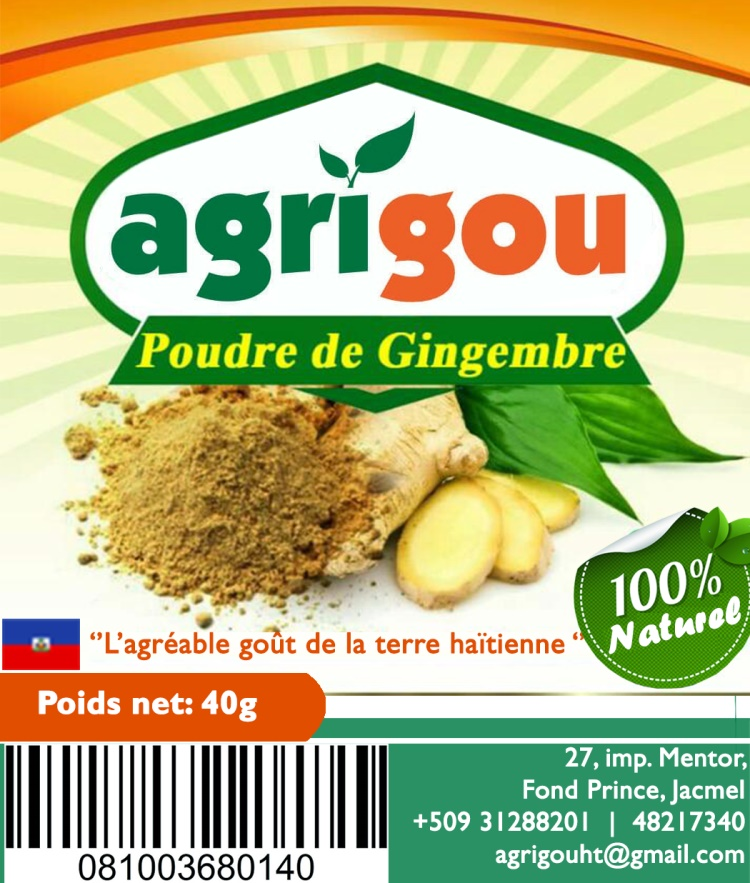 agrigou
Poudre de Gingembre
100%
Naturel
‘’L’agréable goût de la terre haïtienne ‘’
Poids net: 40g
27, imp. Mentor,
Fond Prince, Jacmel
+509 31288201 | 48217340
agrigouht@gmail.com
081003680140